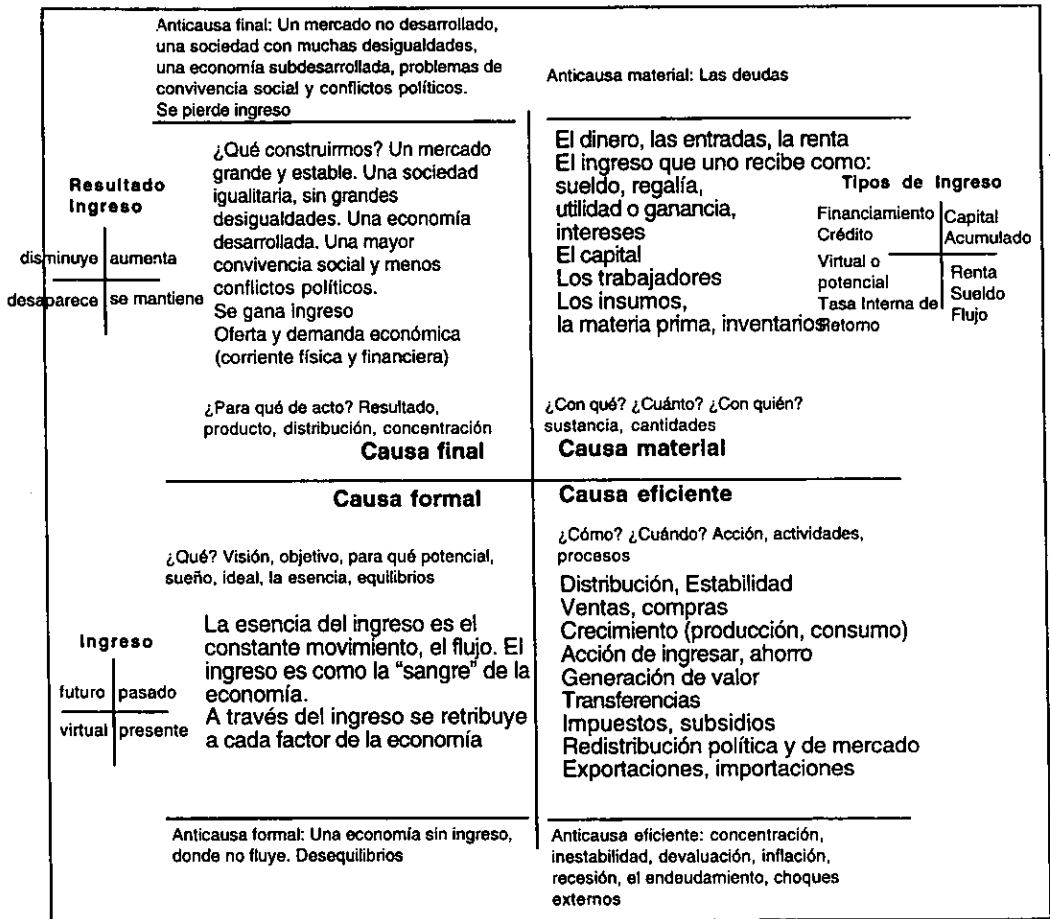 Anticausa final: Un mercado no desarrollado,
una sociedad con muchas desigualdades,
una economía subdesarrollada, problemas de
convivencia social y conflictos políticos.
Se pierde ingreso
Anticausa material: Las deudas
Resultado
Ingreso
disminuye
aumenta
desaparece
se mantiene
¿Qué construirmos? Un mercado
grande y estable. Una sociedad
igualitaria, sin grandes
desigualdades. Una economía
desarrollada. Una mayor
convivencia social y menos
conflictos políticos.
Se gana ingreso
Oferta y demanda económica
(corriente física y financiera)
¿Para qué de acto? Resultado,
producto, distribución, concentración
Causa final
El dinero, las entradas, la renta
El ingreso que uno recibe como:
sueldo, regalía,
utilidad o ganancia,
intereses
El capital
Los trabajadores
Los insumos,
la materia prima, inventarios
Tipos de Ingreso
Financiamiento
Crédito
Capital
Acumulado
Virtual o
potencial
Tasa Interna de
Retorno
Renta
Sueldo
Flujo
¿Con qué? ¿Cuánto? ¿Con quién?
sustancia, cantidades
Causa material
Causa formal
¿Qué? Visión, objetivo, para qué potencial,
sueño, ideal, la esencia, equilibrios
Ingreso
futuro
pasado
virtual
presente
La esencia del ingreso es el
constante movimiento, el flujo. El
ingreso es como la "sangre" de la
economía.
A través del ingreso se retribuye
a cada factor de la economía
Anticausa formal: Una economía sin ingreso,
donde no fluye. Desequilibrios
Causa eficiente
¿Cómo? ¿Cuándo? Acción, actividades,
procesos
Distribución, Estabilidad
Ventas, compras
Crecimiento (producción, consumo)
Acción de ingresar, ahorro
Generación de valor
Transferencias
Impuestos, subsidios
Redistribución política y de mercado
Exportaciones, importaciones
Anticausa eficiente: concentración,
inestabilidad, devaluación, inflación,
recesión, el endeudamiento, choques
externos